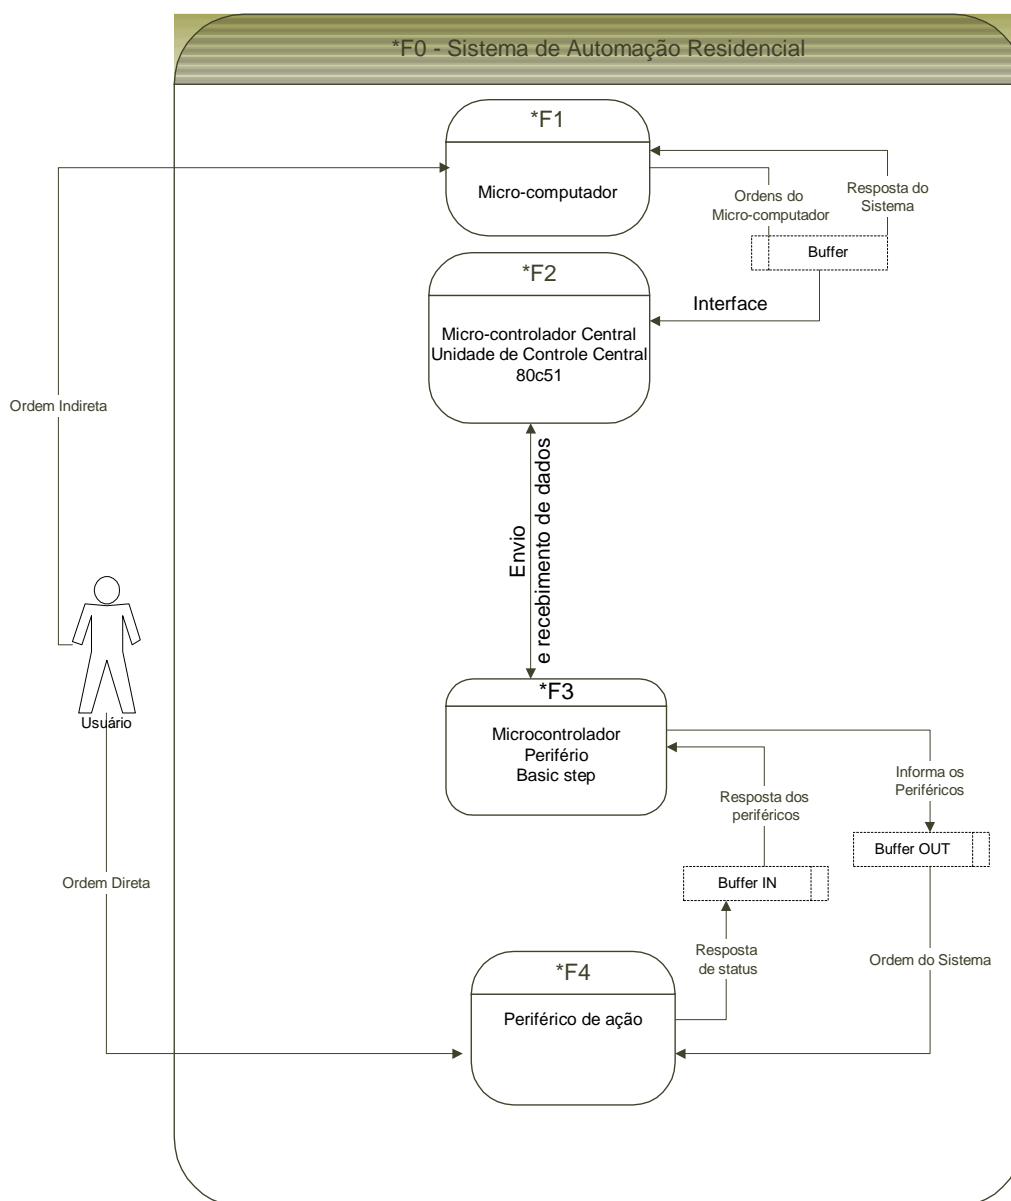 *F0 - Sistema de Automação Residencial
*F1
Micro-computador
Ordens do
Micro-computador
Resposta do
Sistema
Buffer
*F2
Interface
Micro-controlador Central
Unidade de Controle Central
80c51
Ordem Indireta
Envio
e recebimento de dados
Usuário
*F3
Microcontrolador
Perifério
Basic step
Informa os
Periféricos
Resposta dos
periféricos
Buffer OUT
Buffer IN
Ordem Direta
Resposta
de status
Ordem do Sistema
*F4
Periférico de ação